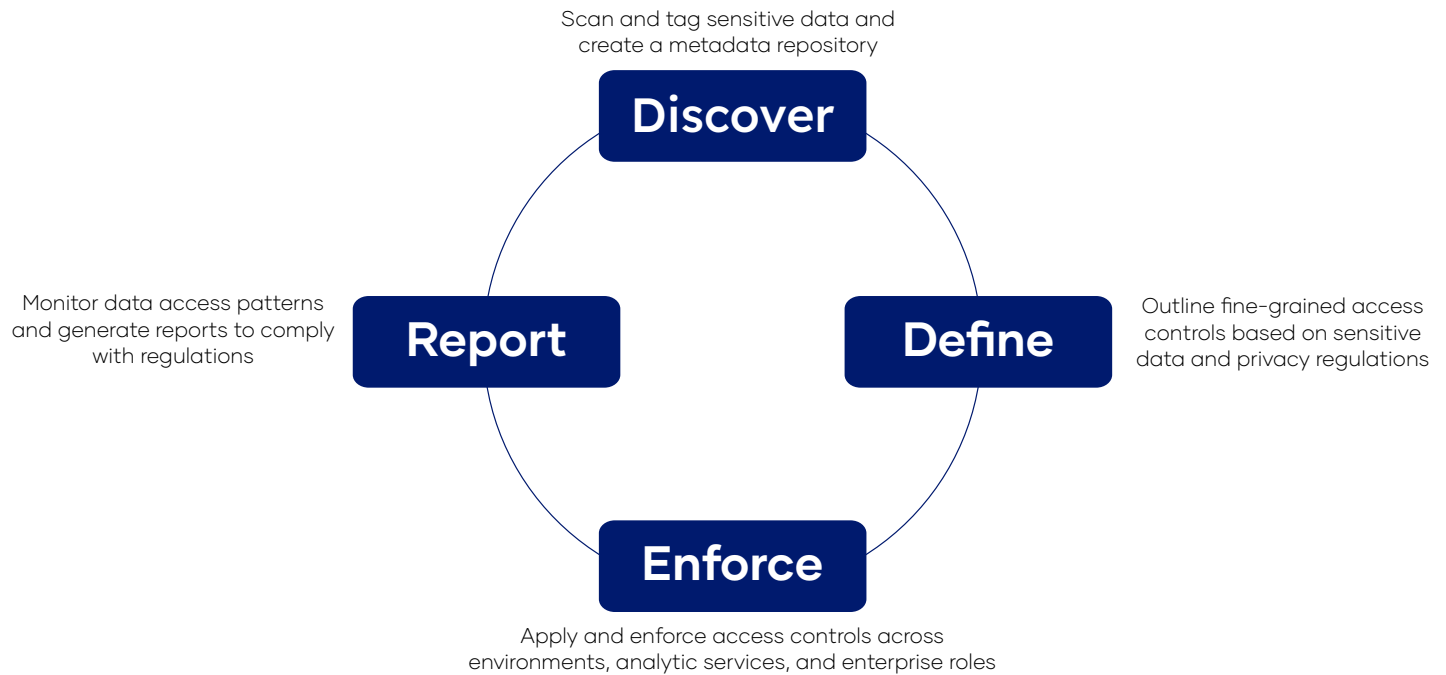 Scan and tag sensitive data and
create a metadata repository
Discover
Monitor data access patterns
and generate reports to comply
with regulations
Report
Define
Outline fine-grained access
controls based on sensitive
data and privacy regulations
Enforce
Apply and enforce access controls across
environments, analytic services, and enterprise roles